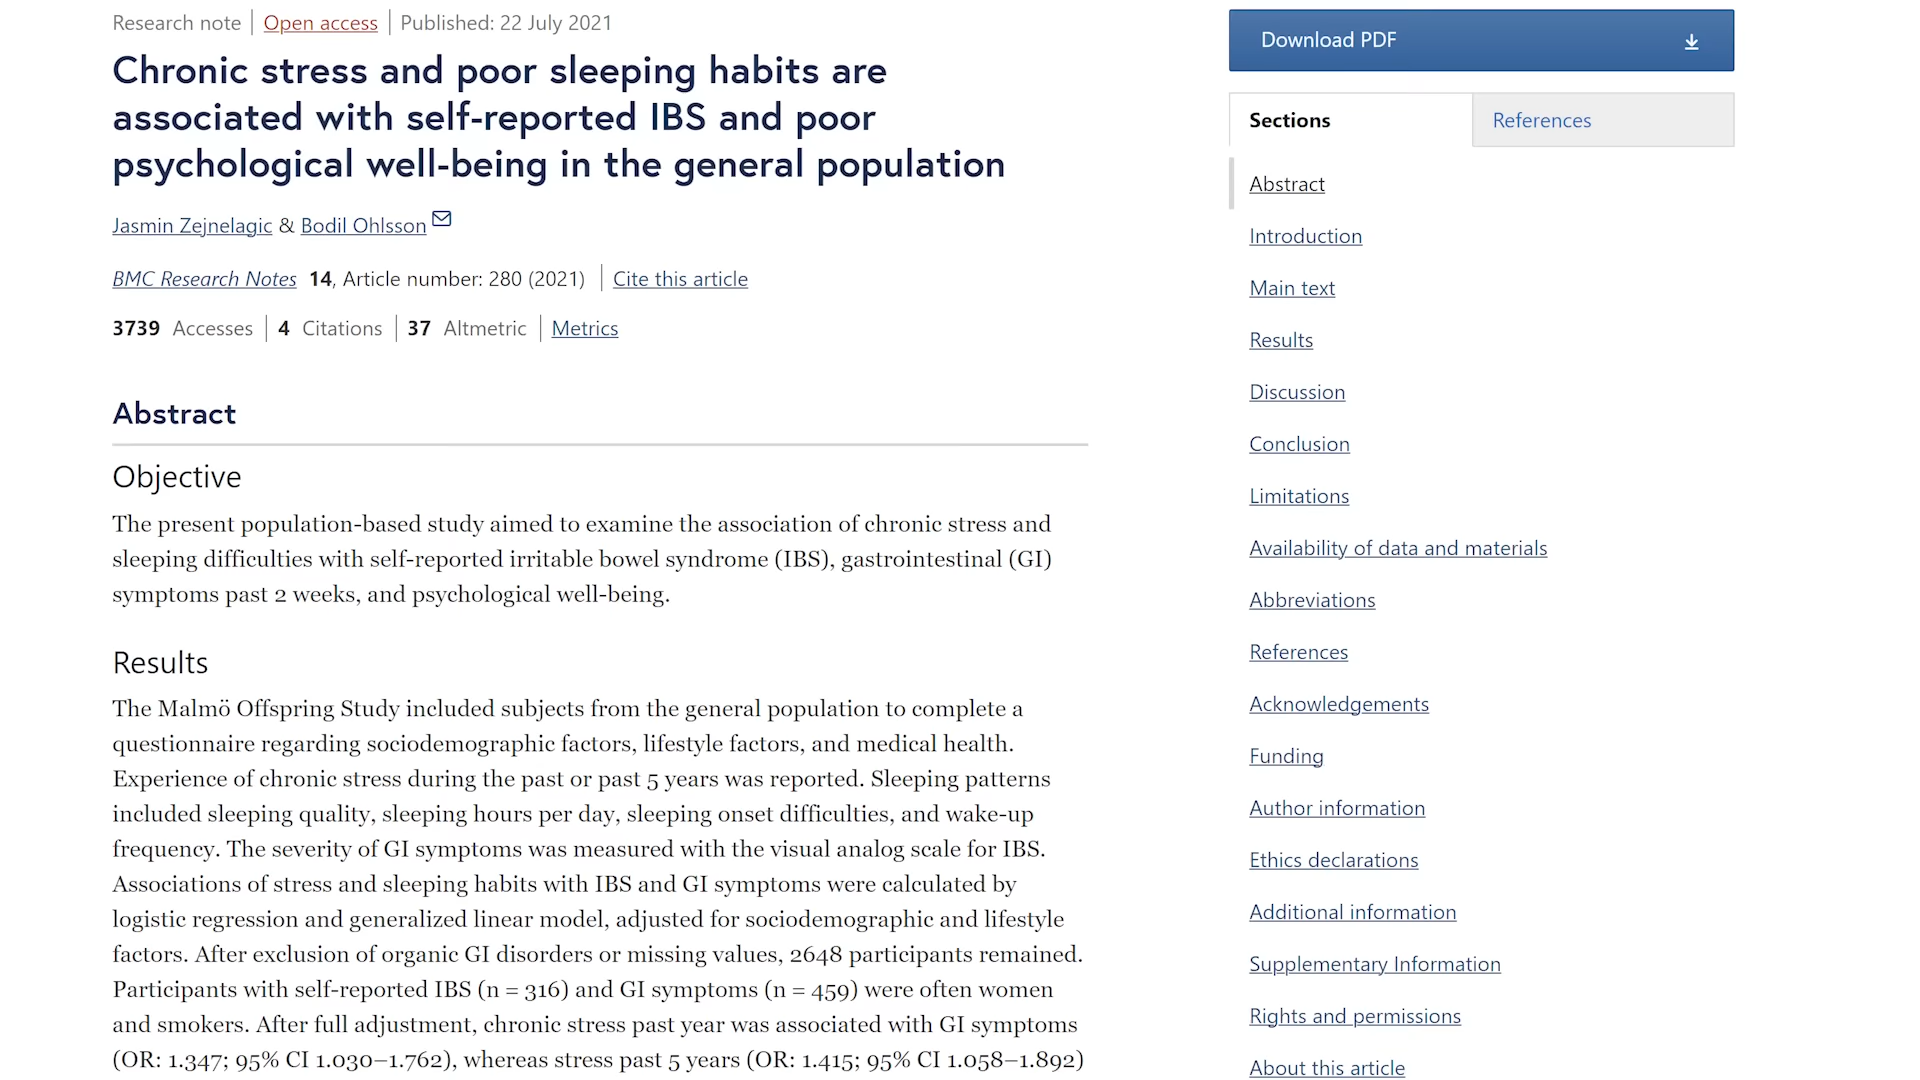 Research note | Open access | Published: 22 July 2021
Chronic stress and poor sleeping habits are
associated with self-reported IBS and poor
psychological well-being in the general population
Jasmin Zejnelagic & Bodil Ohlsson
BMC Research Notes 14, Article number: 280 (2021) | Cite this article
3739 Accesses | 4 Citations | 37 Altmetric | Metrics
Abstract
Objective
The present population-based study aimed to examine the association of chronic stress and
sleeping difficulties with self-reported irritable bowel syndrome (IBS), gastrointestinal (GI)
symptoms past 2 weeks, and psychological well-being.
Results
The Malmö Offspring Study included subjects from the general population to complete a
questionnaire regarding sociodemographic factors, lifestyle factors, and medical health.
Experience of chronic stress during the past or past 5 years was reported. Sleeping patterns
included sleeping quality, sleeping hours per day, sleeping onset difficulties, and wake-up
frequency. The severity of GI symptoms was measured with the visual analog scale for IBS.
Associations of stress and sleeping habits with IBS and GI symptoms were calculated by
logistic regression and generalized linear model, adjusted for sociodemographic and lifestyle
factors. After exclusion of organic GI disorders or missing values, 2648 participants remained.
Participants with self-reported IBS (n = 316) and GI symptoms (n = 459) were often women
and smokers. After full adjustment, chronic stress past year was associated with GI symptoms
(OR: 1.347; 95% CI 1.030–1.762), whereas stress past 5 years (OR: 1.415; 95% CI 1.058–1.892)
Download PDF
Sections
References
Abstract
Introduction
Main text
Results
Discussion
Conclusion
Limitations
Availability of data and materials
Abbreviations
References
Acknowledgements
Funding
Author information
Ethics declarations
Additional information
Supplementary Information
Rights and permissions
About this article